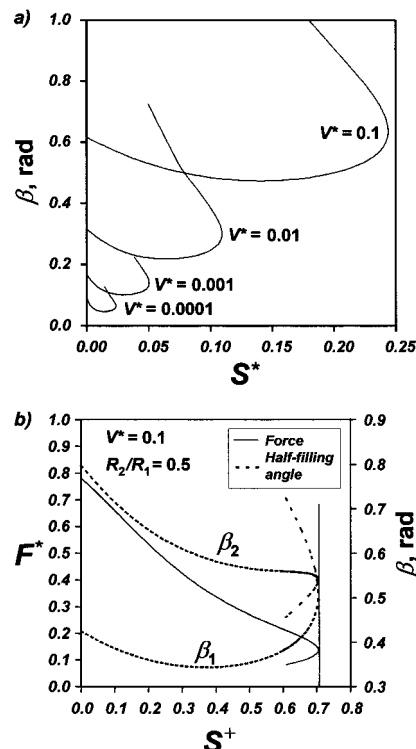 a)
1.0
0.8
0.6
0.4
0.2
0.0
β, rad
V* = 0.1
V* = 0.01
V* = 0.001
V* = 0.0001
0.00 0.05 0.10 0.15 0.20 0.25
S*
b)
1.0
0.9
0.8
0.7
0.6
0.5
0.4
0.3
0.2
0.1
0.0
F*
V* = 0.1
R₂/R₁ = 0.5
Force
Half-filling
angle
β₂
β₁
0.9
0.8
0.7
0.6
0.5
0.4
0.3
β, rad
0.0 0.1 0.2 0.3 0.4 0.5 0.6 0.7 0.8
S⁺